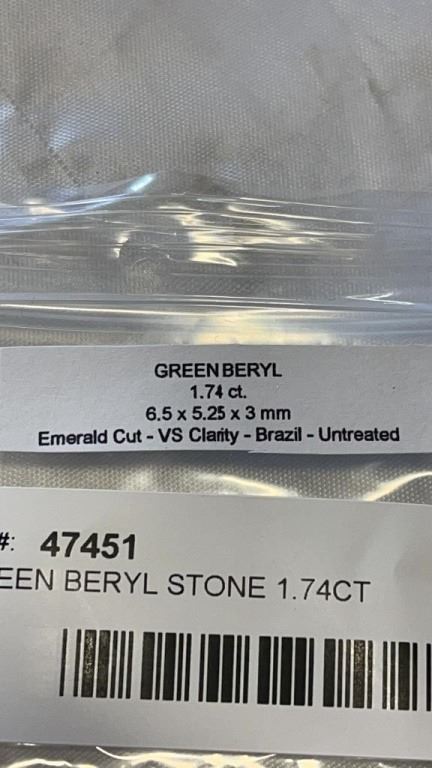 GREEN BERYL
1.74 ct.
6.5 x 5.25 x 3 mm
Emerald Cut - VS Clarity - Brazil - Untreated
#: 47451
EEN BERYL STONE 1.74CT